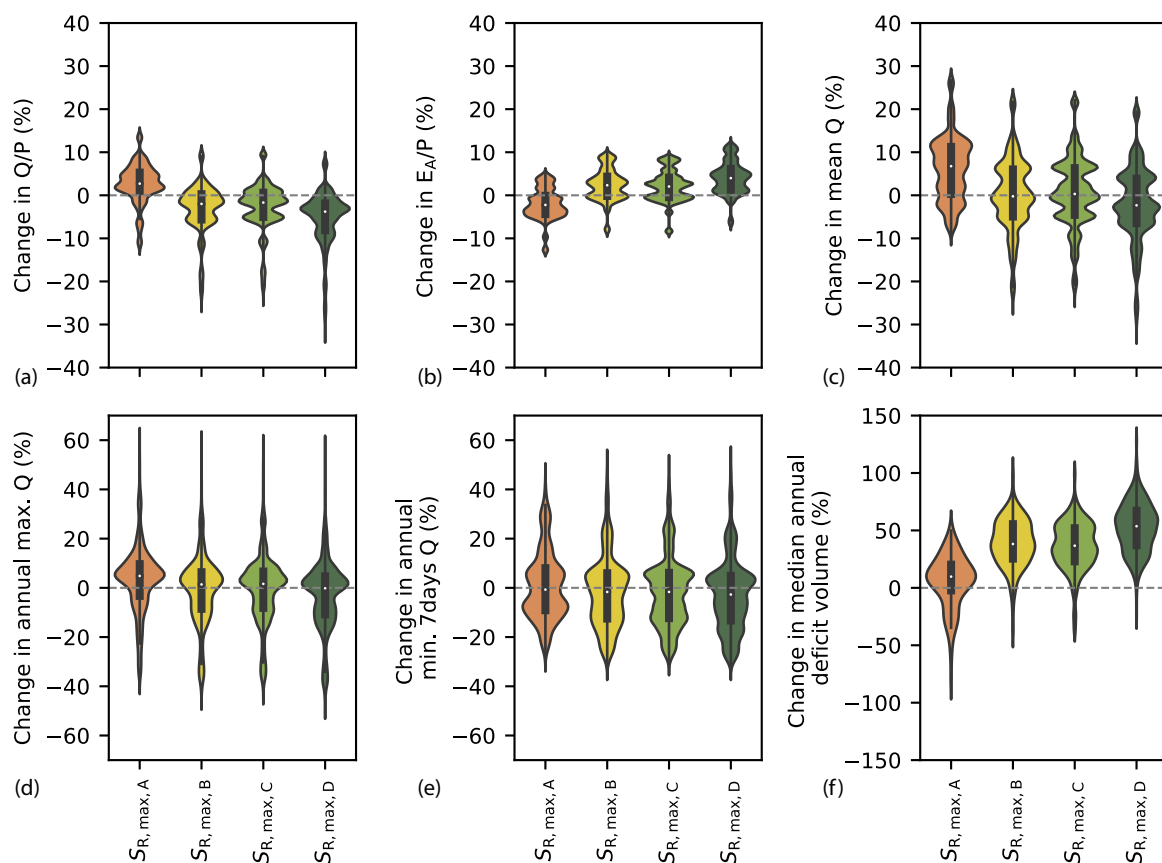 Change in Q/P (%)
40
30
20
10
0
−10
−20
−30
−40
(a)
Change in E_A/P (%)
40
30
20
10
0
−10
−20
−30
−40
(b)
Change in mean Q (%)
40
30
20
10
0
−10
−20
−30
−40
(c)
Change in annual max. Q (%)
60
40
20
0
−20
−40
−60
(d)
S_R, max, A
S_R, max, B
S_R, max, C
S_R, max, D
Change in annual
min. 7days Q (%)
60
40
20
0
−20
−40
−60
(e)
S_R, max, A
S_R, max, B
S_R, max, C
S_R, max, D
Change in median annual
deficit volume (%)
150
100
50
0
−50
−100
−150
(f)
S_R, max, A
S_R, max, B
S_R, max, C
S_R, max, D